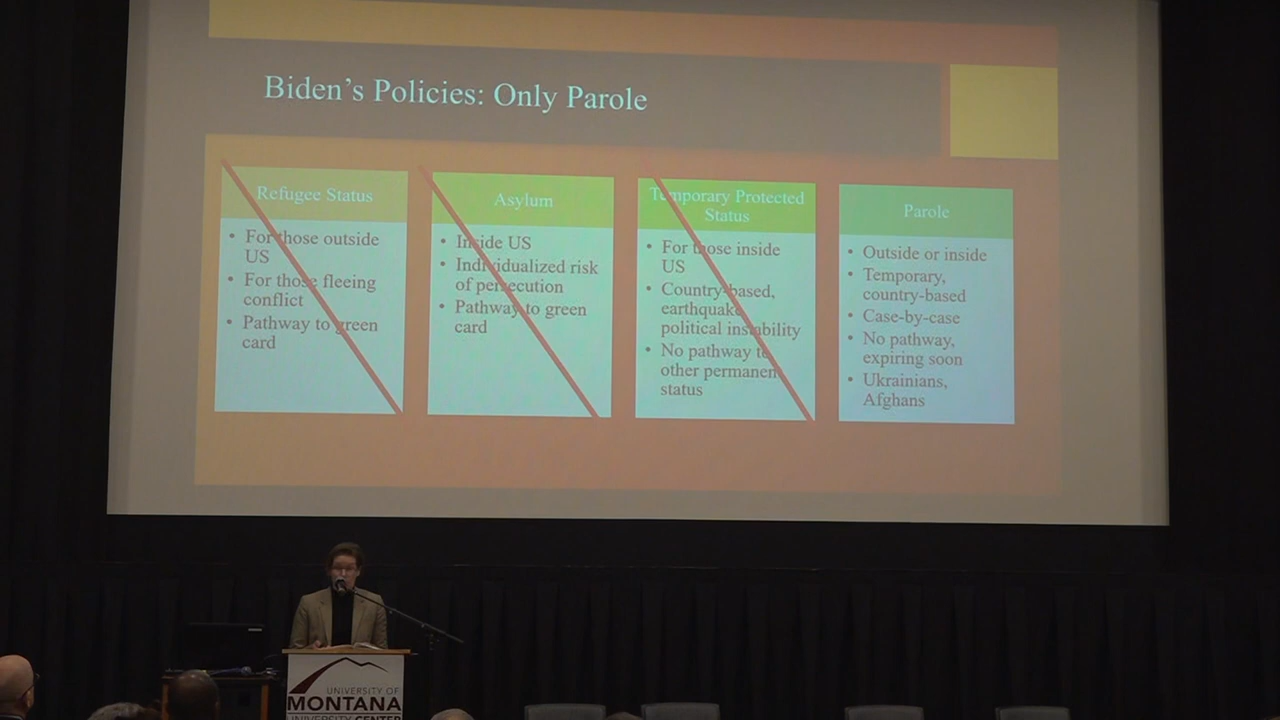 Biden's Policies: Only Parole
Refugee Status
• For those outside
US
• For those fleeing
conflict
• Pathway to green
card
Asylum
• Inside US
• Individualized risk
of persecution
• Pathway to green
card
Temporary Protected
Status
• For those inside
US
• Country-based,
earthquake,
political instability
• No pathway to
other permanent
status
Parole
• Outside or inside
• Temporary,
country-based
• Case-by-case
• No pathway,
expiring soon
• Ukrainians,
Afghans
UNIVERSITY OF
MONTANA
UNIVERSITY CENTER